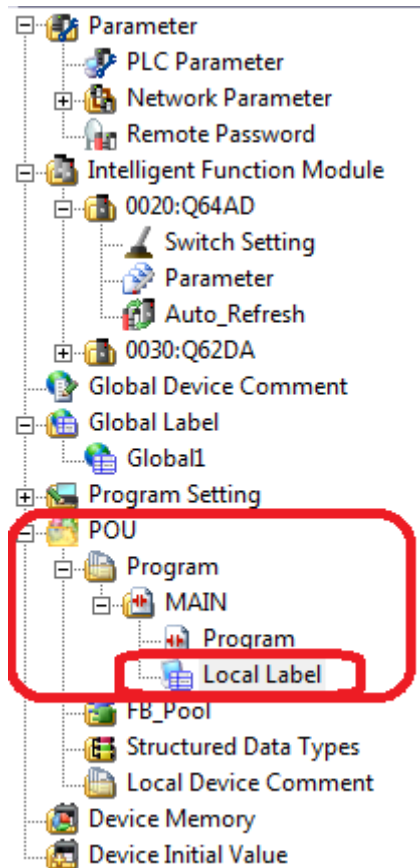 Parameter
PLC Parameter
Network Parameter
Remote Password
Intelligent Function Module
0020:Q64AD
Switch Setting
Parameter
Auto_Refresh
0030:Q62DA
Global Device Comment
Global Label
Global1
Program Setting
POU
Program
MAIN
Program
Local Label
FB_Pool
Structured Data Types
Local Device Comment
Device Memory
Device Initial Value